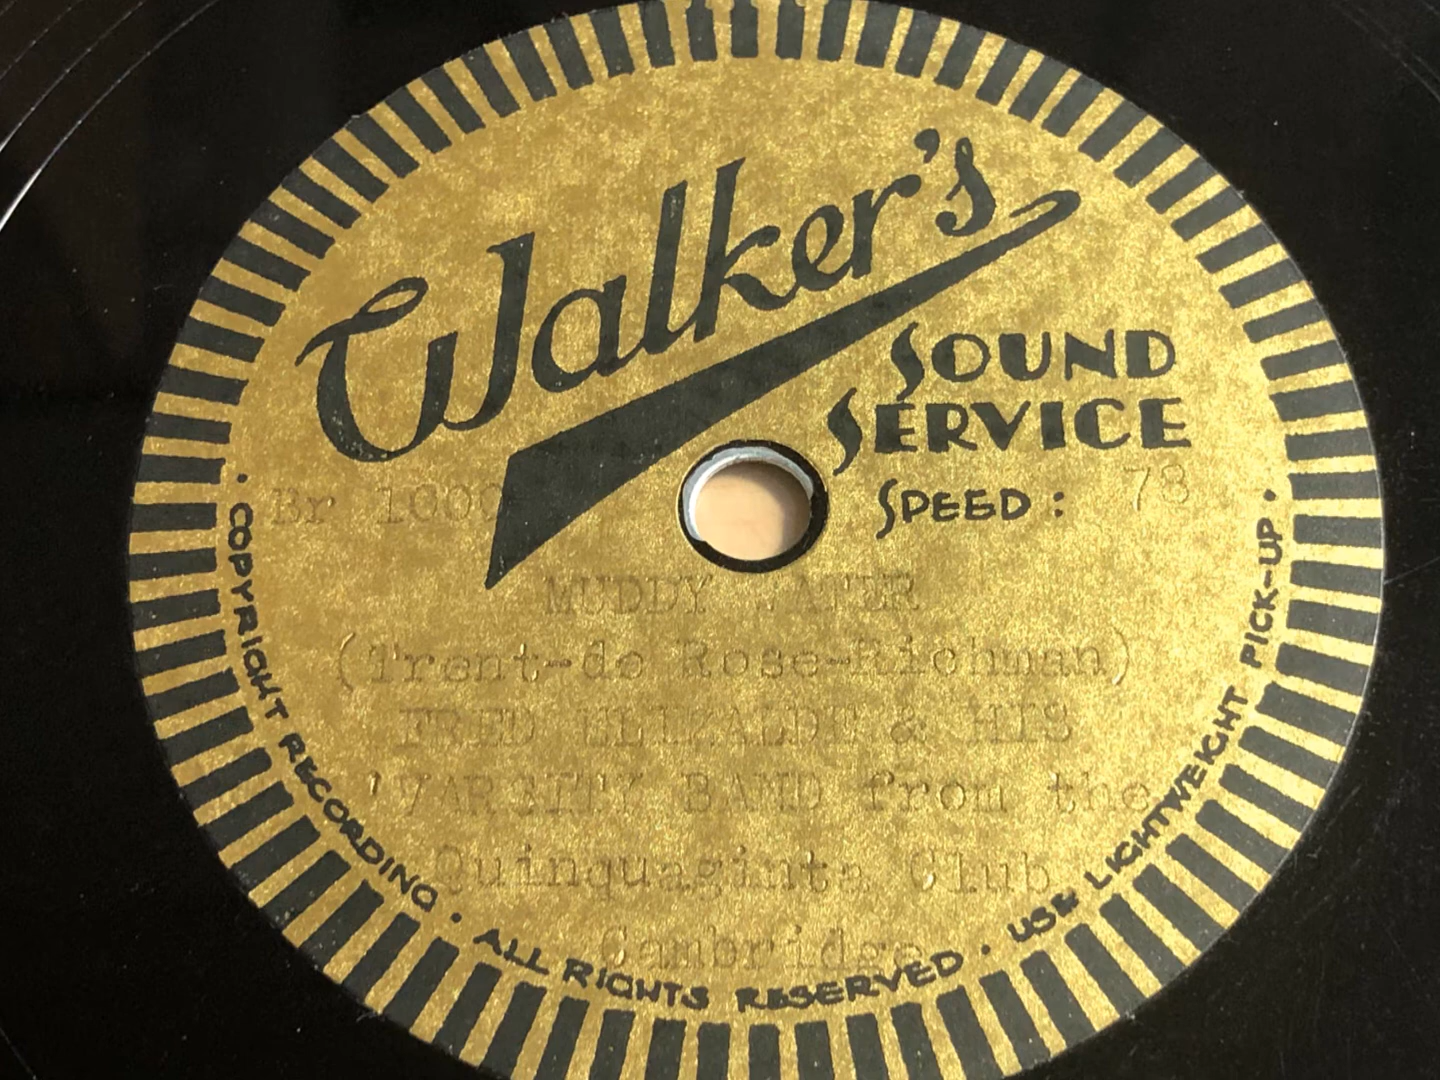 Walker's
SOUND
SERVICE
SPEED: 78
Br 1000
MUDDY WATER
(Trent-de Rose-Richman)
FRED ELIZALDE & HIS
'VARSITY BAND from the
Quinquaginta Club
Cambridge
· COPYRIGHT RECORDING · ALL RIGHTS RESERVED · USE LIGHTWEIGHT PICK-UP ·